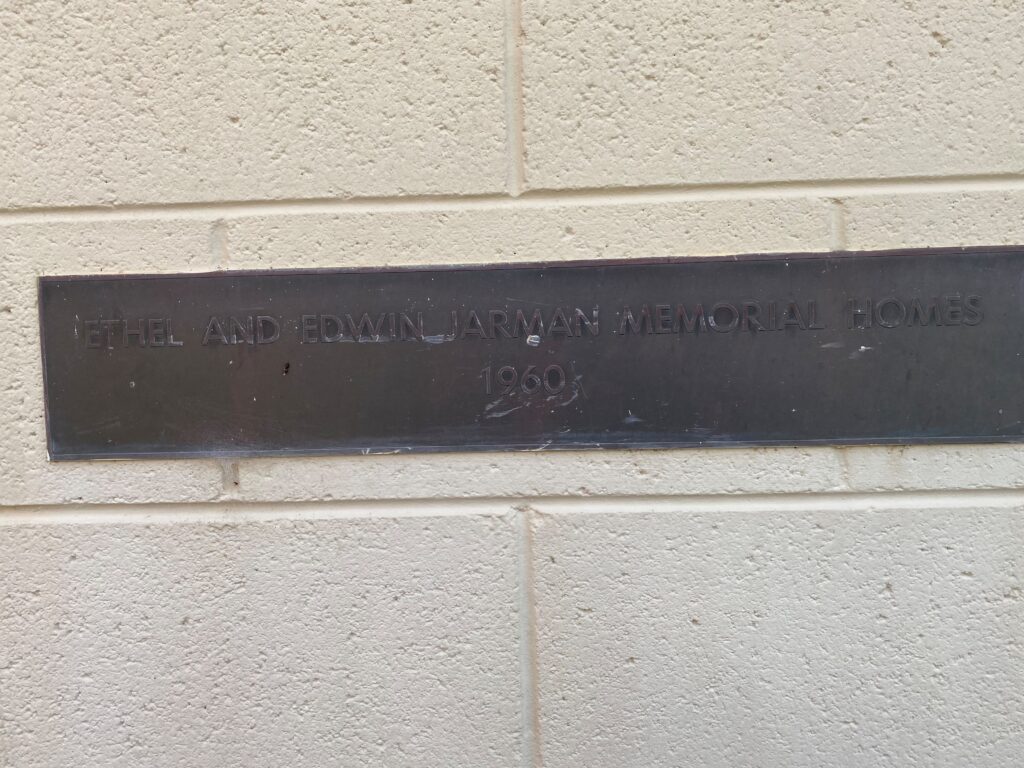 ETHEL AND EDWIN JARMAN MEMORIAL HOMES
1960